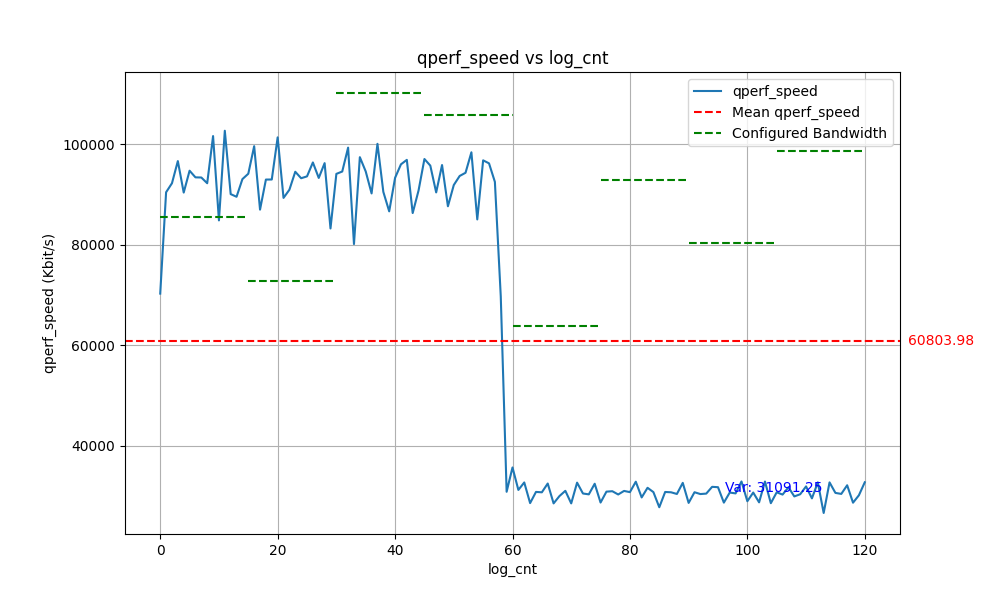 qperf_speed vs log_cnt
qperf_speed
Mean qperf_speed
Configured Bandwidth
qperf_speed (Kbit/s)
100000
80000
60000
40000
60803.98
Var: 31091.25
0 20 40 60 80 100 120
log_cnt